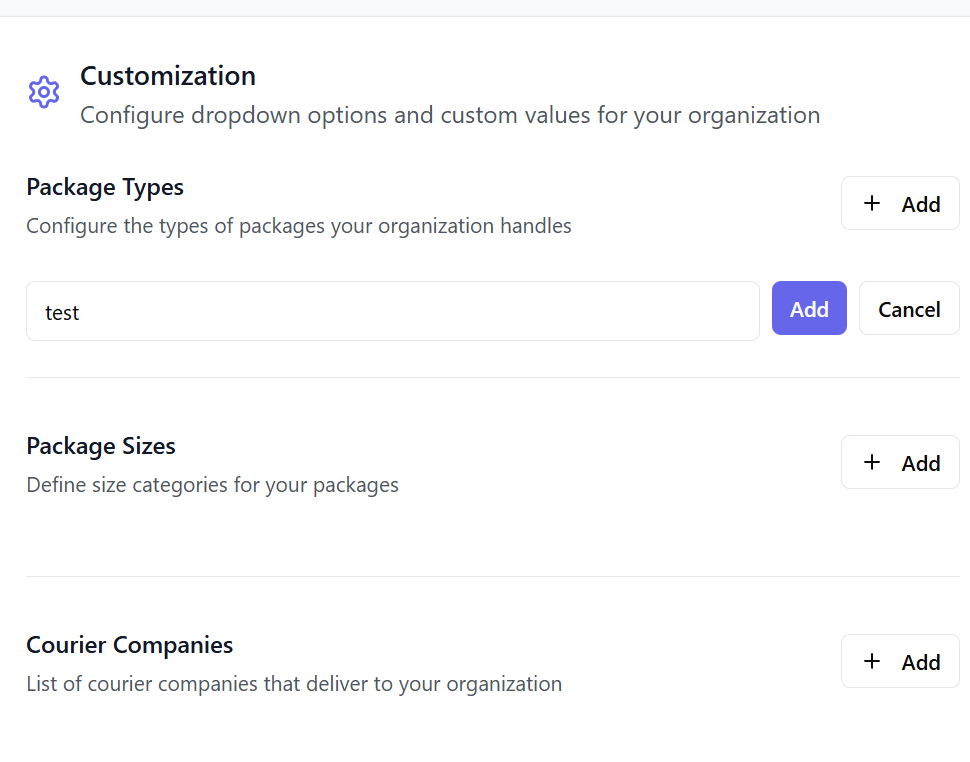 Customization
Configure dropdown options and custom values for your organization
Package Types
Add
Configure the types of packages your organization handles
test
Add
Cancel
Package Sizes
Add
Define size categories for your packages
Courier Companies
Add
List of courier companies that deliver to your organization